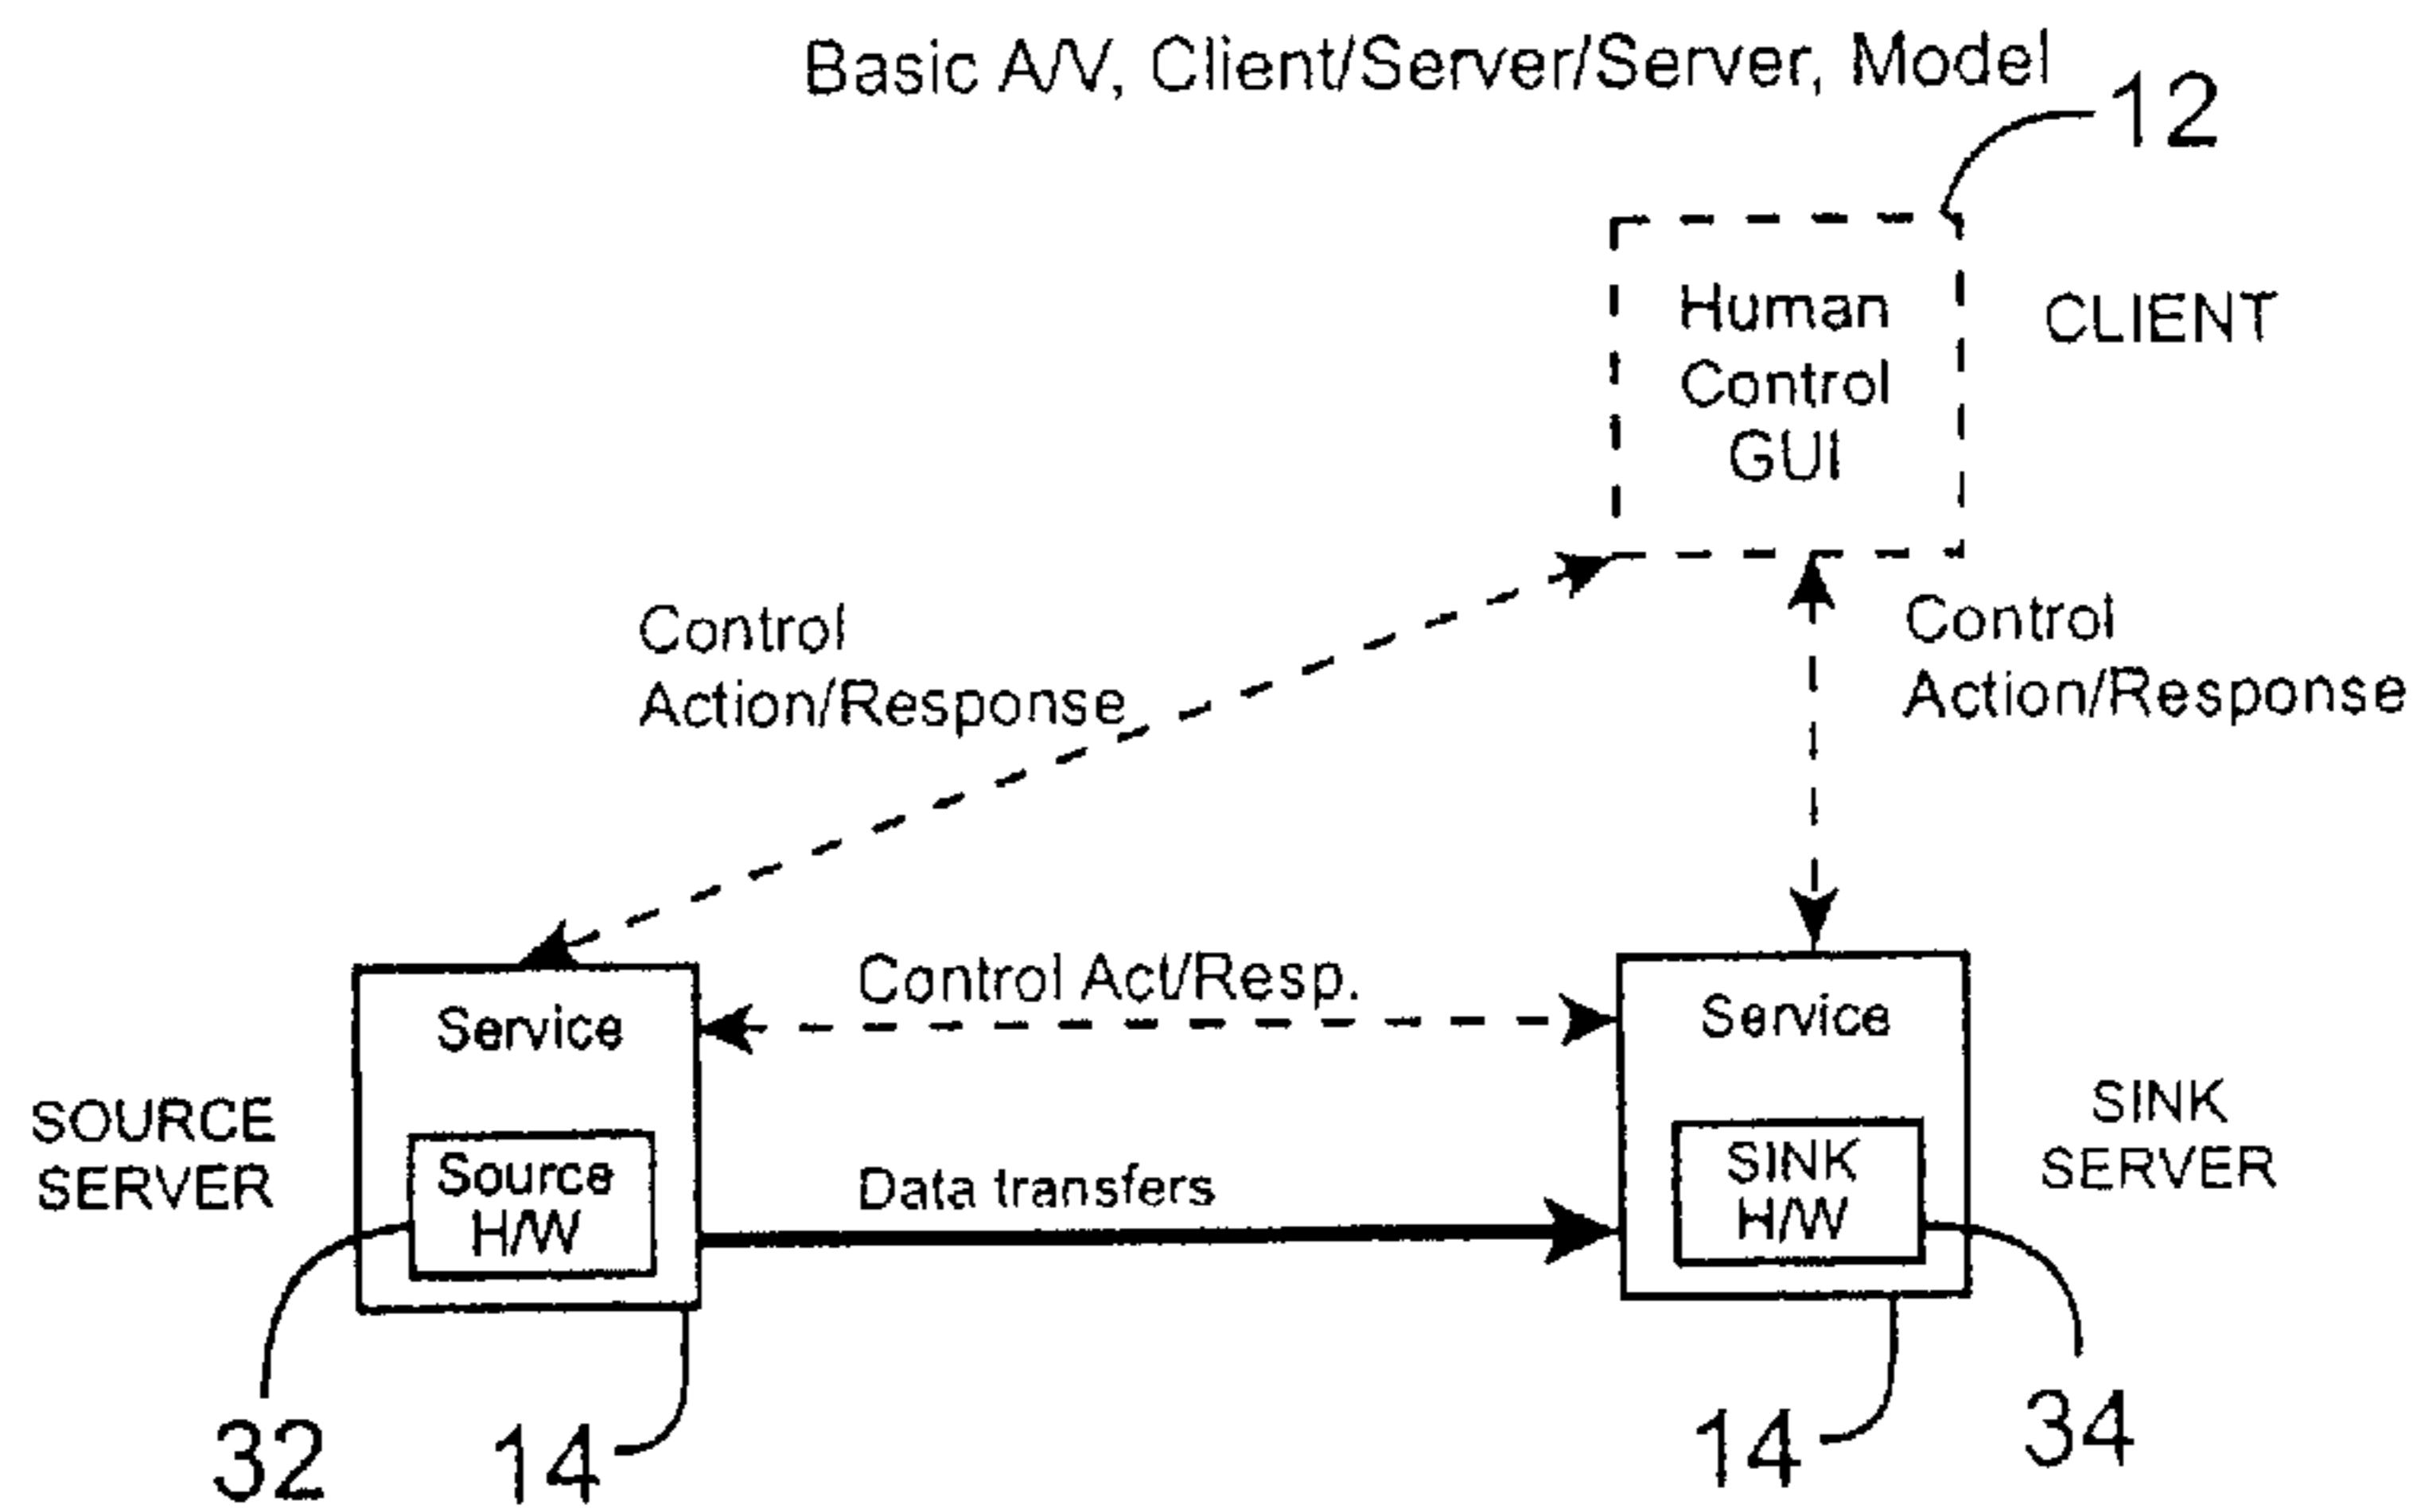 Basic A/V, Client/Server/Server, Model
12
Human
Control
GUI
CLIENT
Control
Action/Response
Control
Action/Response
Control Act/Resp.
Service
Service
SOURCE
SERVER
Source
H/W
Data transfers
SINK
H/W
SINK
SERVER
32
14
14
34